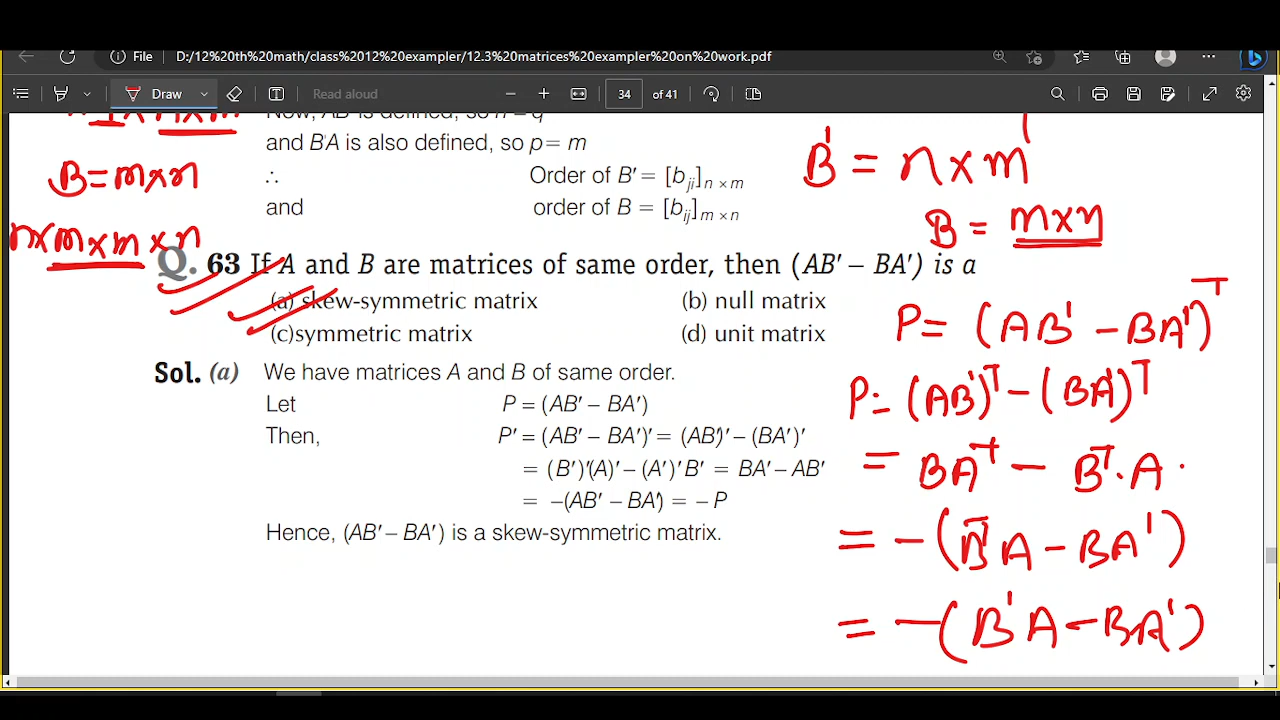 File D:/12%20th%20math/class%2012%20exampler/12.3%20matrices%20exampler%20on%20work.pdf
Draw Read aloud 34 of 41
and B'A is also defined, so p = m
∴ Order of B' = [b_ji]_n × m
and order of B = [b_ij]_m × n
B = m×n
n×m×m×n
B' = n×m
B = m×n
Q. 63 If A and B are matrices of same order, then (AB' – BA') is a
(a) skew-symmetric matrix (b) null matrix
(c)symmetric matrix (d) unit matrix
Sol. (a) We have matrices A and B of same order.
Let P = (AB' – BA')
Then, P' = (AB' – BA')' = (AB')' – (BA')'
= (B')'(A)' – (A')' B' = BA' – AB'
= –(AB' – BA') = – P
Hence, (AB' – BA') is a skew-symmetric matrix.
P= (AB' – BA')ᵀ
P= (AB')ᵀ – (BA')ᵀ
= BAᵀ – Bᵀ.A .
= –(BᵀA – BA')
= –(B'A – BA')